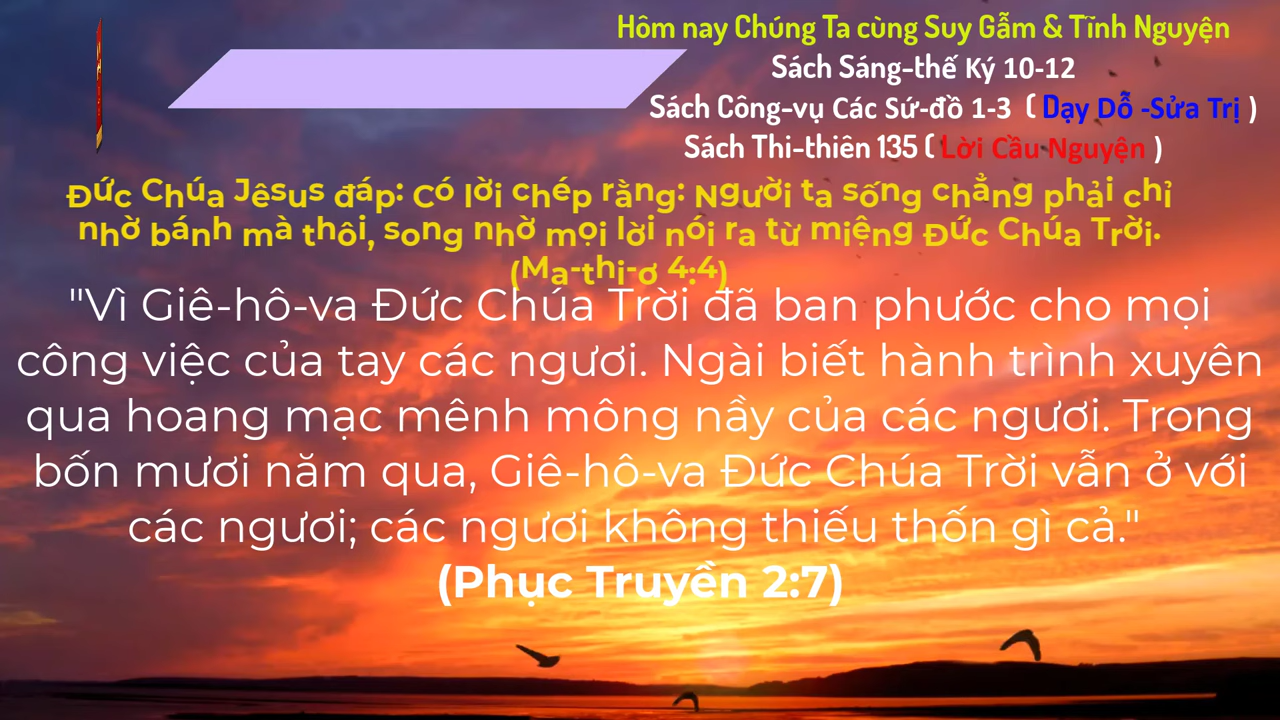 Hôm nay Chúng Ta cùng Suy Gẫm & Tĩnh Nguyện
Sách Sáng-thế Ký 10-12
Sách Công-vụ Các Sứ-đồ 1-3 ( Dạy Dỗ -Sửa Trị )
Sách Thi-thiên 135 ( Lời Cầu Nguyện )
Đức Chúa Jêsus đáp: Có lời chép rằng: Người ta sống chẳng phải chỉ
nhờ bánh mà thôi, song nhờ mọi lời nói ra từ miệng Đức Chúa Trời.
(Ma-thi-ơ 4:4)
"Vì Giê-hô-va Đức Chúa Trời đã ban phước cho mọi
công việc của tay các ngươi. Ngài biết hành trình xuyên
qua hoang mạc mênh mông nầy của các ngươi. Trong
bốn mươi năm qua, Giê-hô-va Đức Chúa Trời vẫn ở với
các ngươi; các ngươi không thiếu thốn gì cả."
(Phục Truyền 2:7)